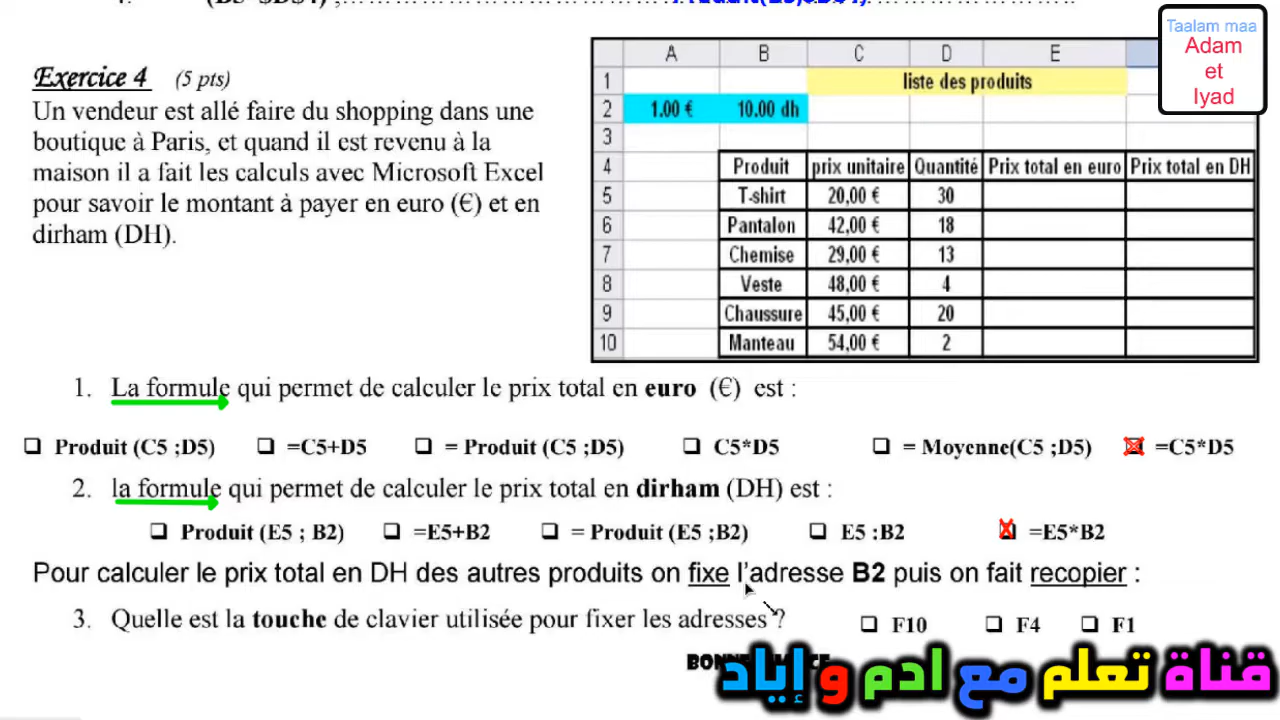 Taalam maa
Adam
et
Iyad
Exercice 4 (5 pts)
Un vendeur est allé faire du shopping dans une
boutique à Paris, et quand il est revenu à la
maison il a fait les calculs avec Microsoft Excel
pour savoir le montant à payer en euro (€) et en
dirham (DH).
A B C D E
1 liste des produits
2 1.00 € 10.00 dh
3
4 Produit prix unitaire Quantité Prix total en euro Prix total en DH
5 T-shirt 20,00 € 30
6 Pantalon 42,00 € 18
7 Chemise 29,00 € 13
8 Veste 48,00 € 4
9 Chaussure 45,00 € 20
10 Manteau 54,00 € 2
1. La formule qui permet de calculer le prix total en euro (€) est :
Produit (C5 ;D5) =C5+D5 = Produit (C5 ;D5) C5*D5 = Moyenne(C5 ;D5) =C5*D5
2. la formule qui permet de calculer le prix total en dirham (DH) est :
Produit (E5 ; B2) =E5+B2 = Produit (E5 ;B2) E5 :B2 =E5*B2
Pour calculer le prix total en DH des autres produits on fixe l'adresse B2 puis on fait recopier :
3. Quelle est la touche de clavier utilisée pour fixer les adresses ? F10 F4 F1
قناة تعلم مع ادم و إياد